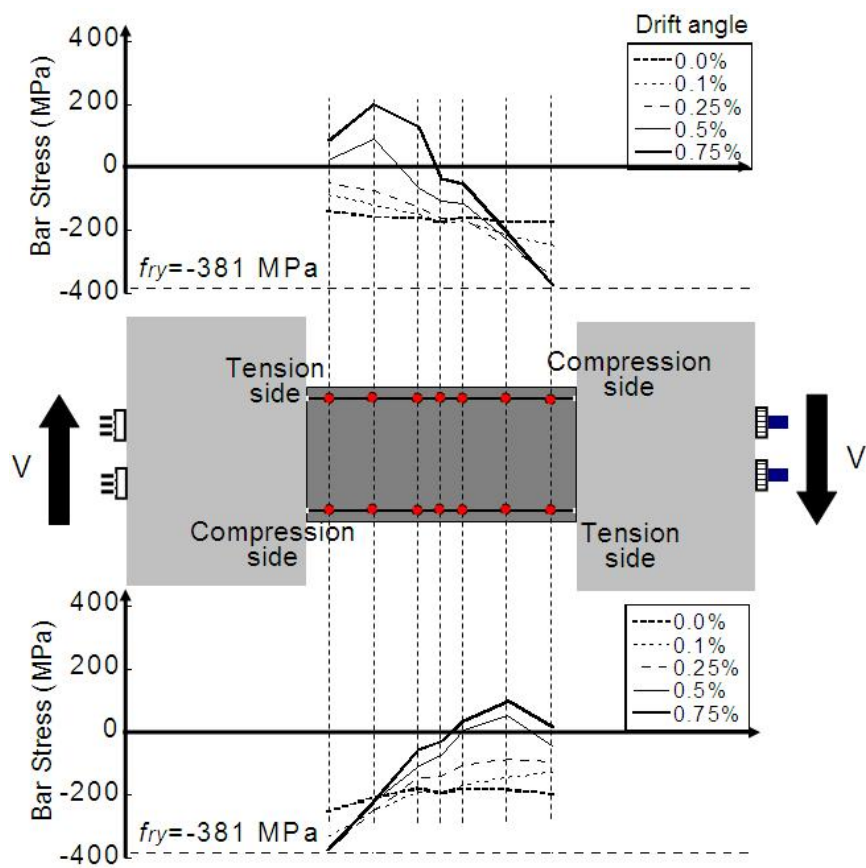 Drift angle
0.0%
0.1%
0.25%
0.5%
0.75%
Bar Stress (MPa)
400
200
0
-200
-400
fry=-381 MPa
Tension
side
Compression
side
V
V
Compression
side
Tension
side
0.0%
0.1%
0.25%
0.5%
0.75%
Bar Stress (MPa)
400
200
0
-200
-400
fry=-381 MPa